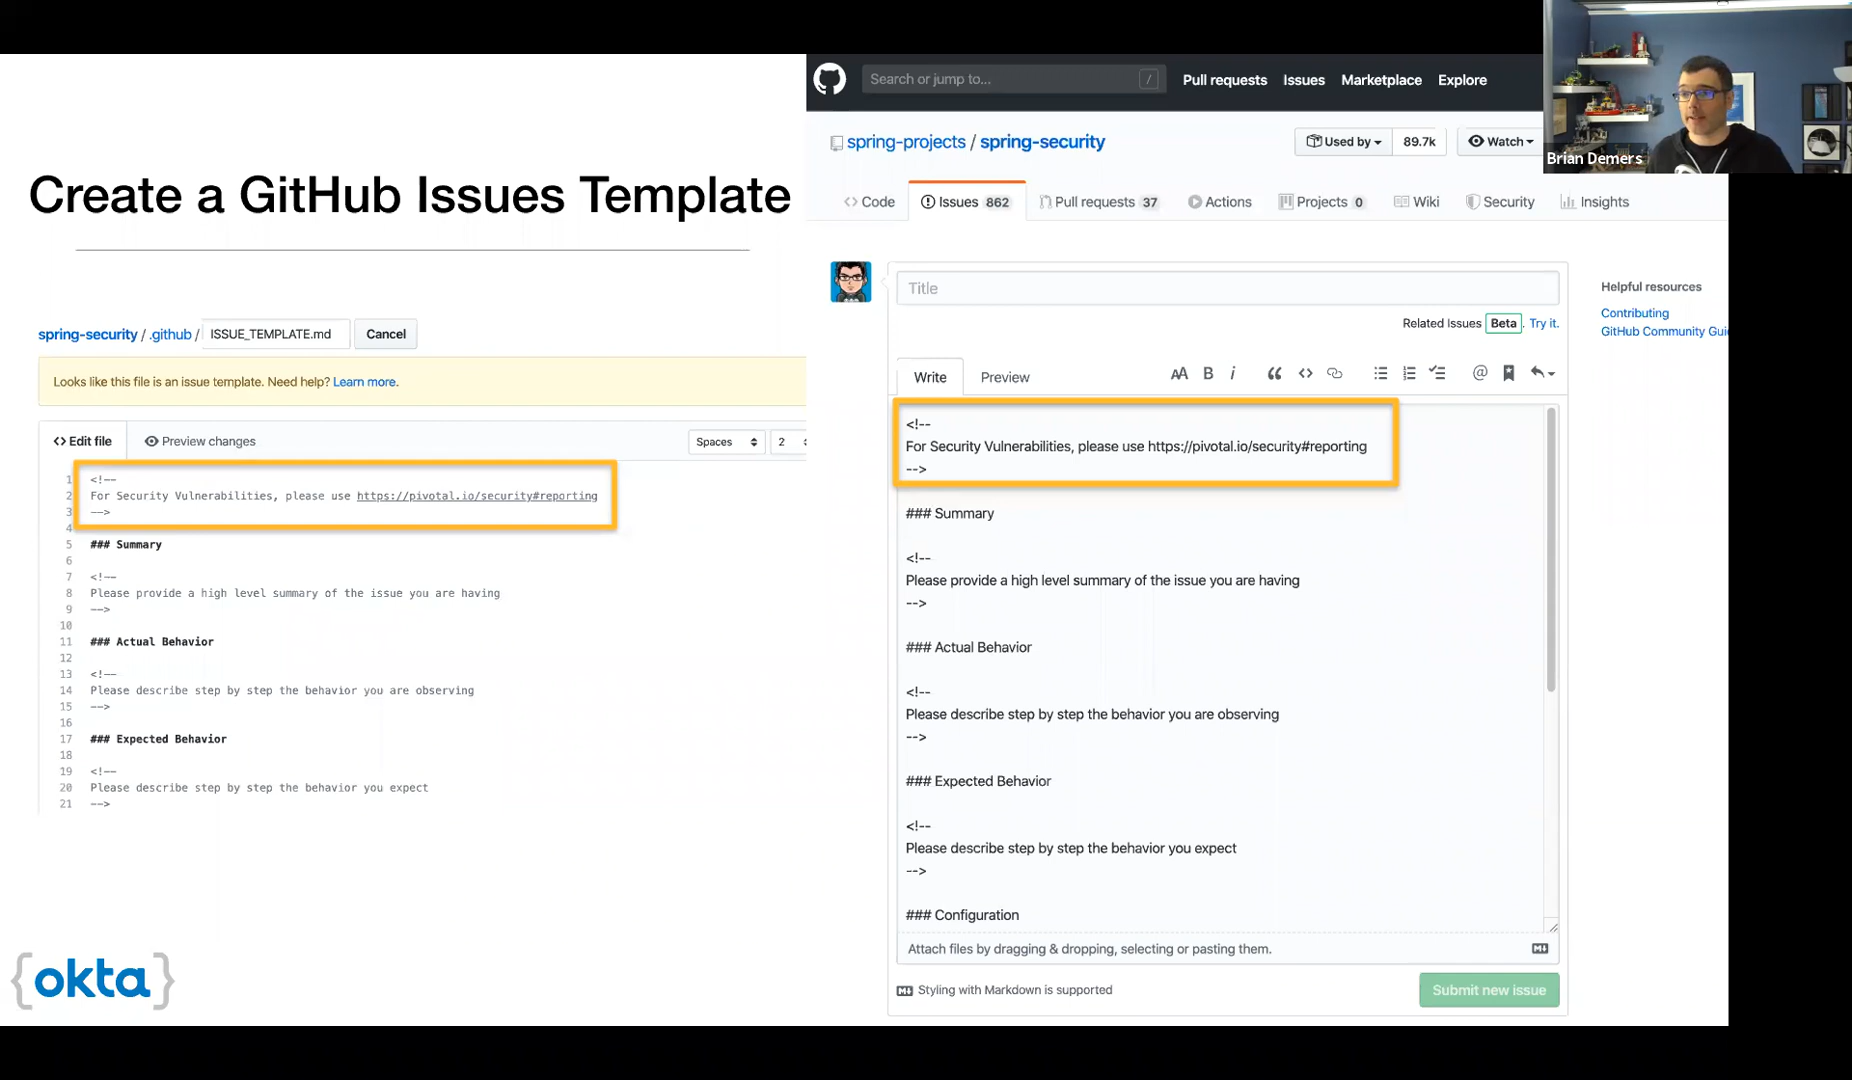 Create a GitHub Issues Template
spring-security / .github / ISSUE_TEMPLATE.md Cancel
Looks like this file is an issue template. Need help? Learn more.
<> Edit file Preview changes Spaces 2
1 <!--
2 For Security Vulnerabilities, please use https://pivotal.io/security#reporting
3 -->
4
5 ### Summary
6
7 <!--
8 Please provide a high level summary of the issue you are having
9 -->
10
11 ### Actual Behavior
12
13 <!--
14 Please describe step by step the behavior you are observing
15 -->
16
17 ### Expected Behavior
18
19 <!--
20 Please describe step by step the behavior you expect
21 -->
{okta}
Search or jump to... / Pull requests Issues Marketplace Explore
Brian Demers
spring-projects / spring-security Used by 89.7k Watch
<> Code Issues 862 Pull requests 37 Actions Projects 0 Wiki Security Insights
Title
Related Issues Beta . Try it.
Write Preview AA B i
<!--
For Security Vulnerabilities, please use https://pivotal.io/security#reporting
-->
### Summary
<!--
Please provide a high level summary of the issue you are having
-->
### Actual Behavior
<!--
Please describe step by step the behavior you are observing
-->
### Expected Behavior
<!--
Please describe step by step the behavior you expect
-->
### Configuration
Attach files by dragging & dropping, selecting or pasting them.
Styling with Markdown is supported
Submit new issue
Helpful resources
Contributing
GitHub Community Gui